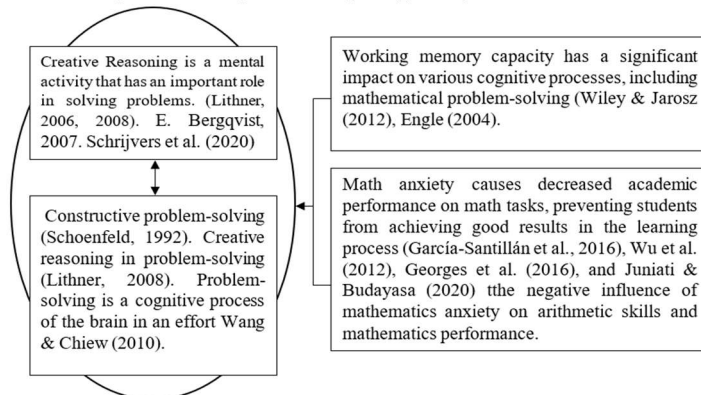 Creative Reasoning is a mental
activity that has an important role
in solving problems. (Lithner,
2006, 2008). E. Bergqvist,
2007. Schrijvers et al. (2020)
Constructive problem-solving
(Schoenfeld, 1992). Creative
reasoning in problem-solving
(Lithner, 2008). Problem-
solving is a cognitive process
of the brain in an effort Wang
& Chiew (2010).
Working memory capacity has a significant
impact on various cognitive processes, including
mathematical problem-solving (Wiley & Jarosz
(2012), Engle (2004).
Math anxiety causes decreased academic
performance on math tasks, preventing students
from achieving good results in the learning
process (García-Santillán et al., 2016), Wu et al.
(2012), Georges et al. (2016), and Juniati &
Budayasa (2020) tthe negative influence of
mathematics anxiety on arithmetic skills and
mathematics performance.